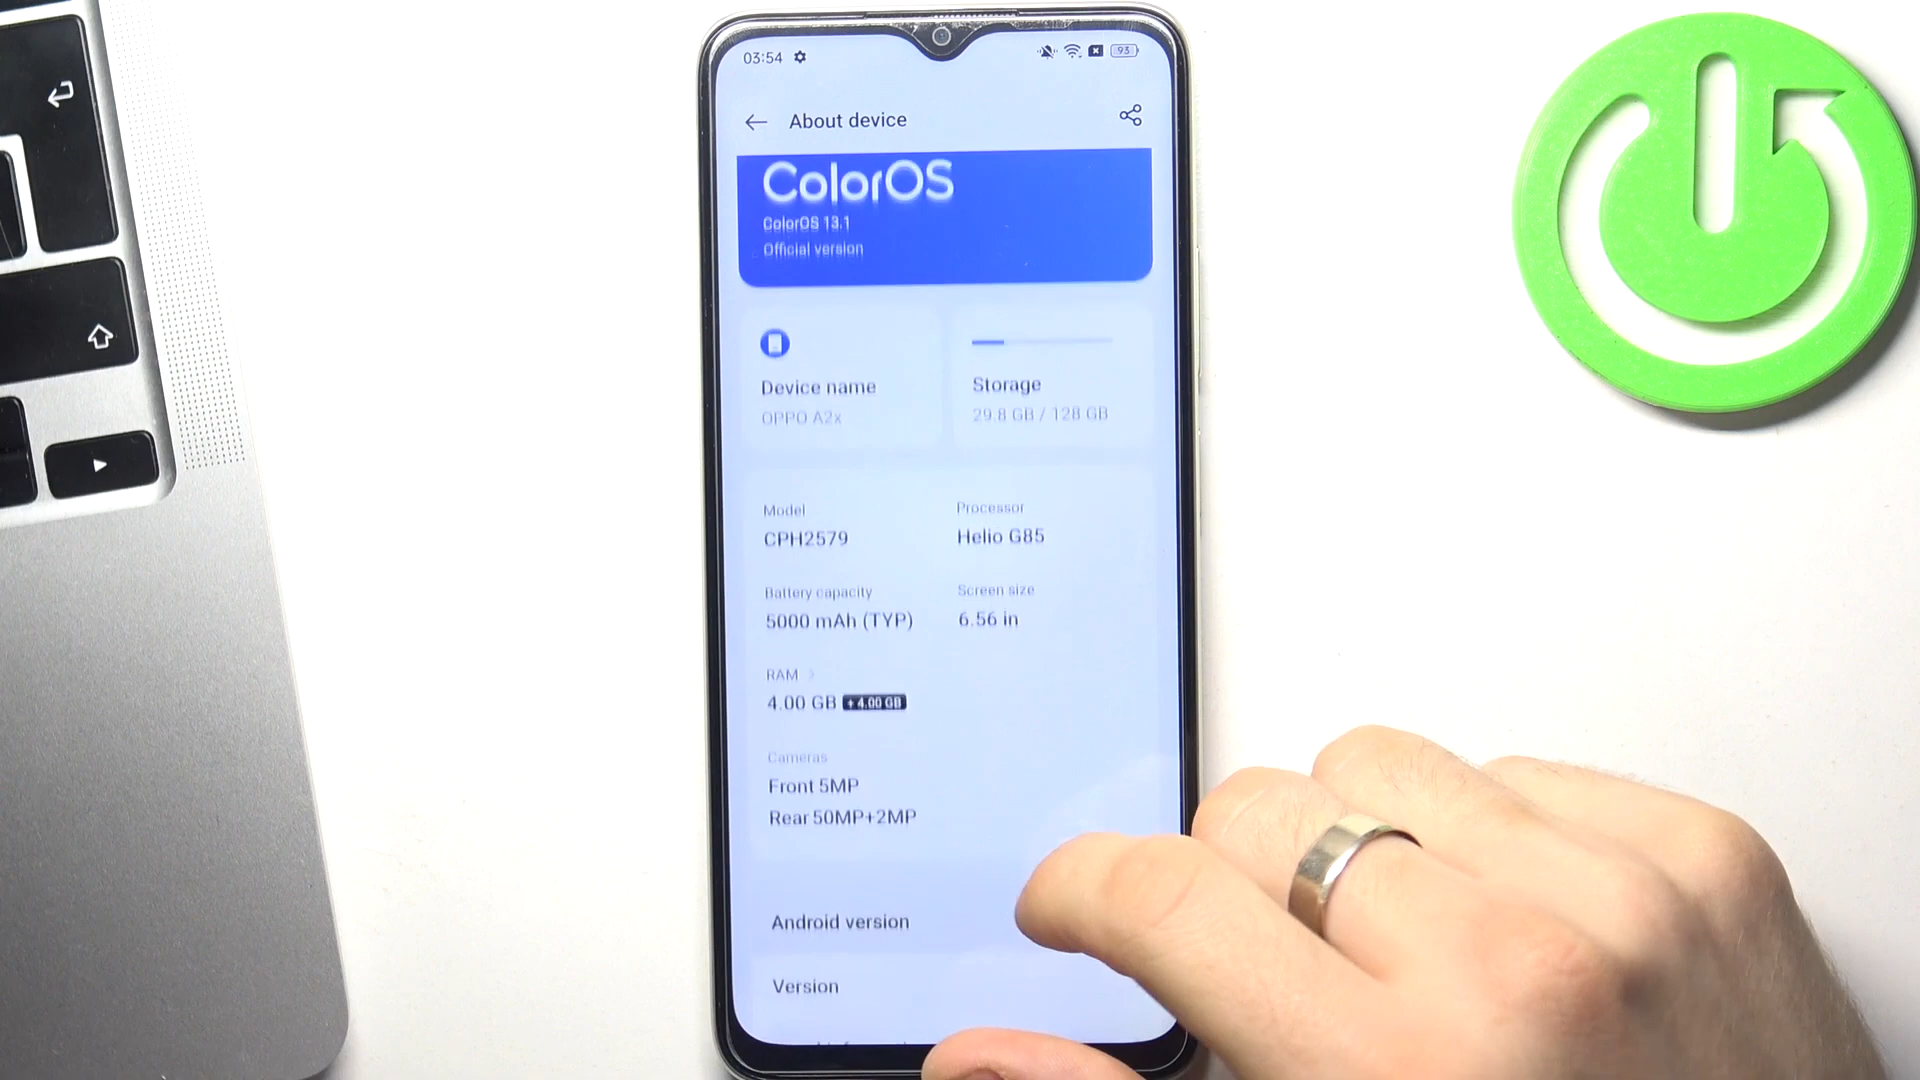 03:54
93
About device
ColorOS
ColorOS 13.1
Official version
Device name
OPPO A2x
Storage
29.8 GB / 128 GB
Model
CPH2579
Processor
Helio G85
Battery capacity
5000 mAh (TYP)
Screen size
6.56 in
RAM
4.00 GB + 4.00 GB
Cameras
Front 5MP
Rear 50MP+2MP
Android version
Version